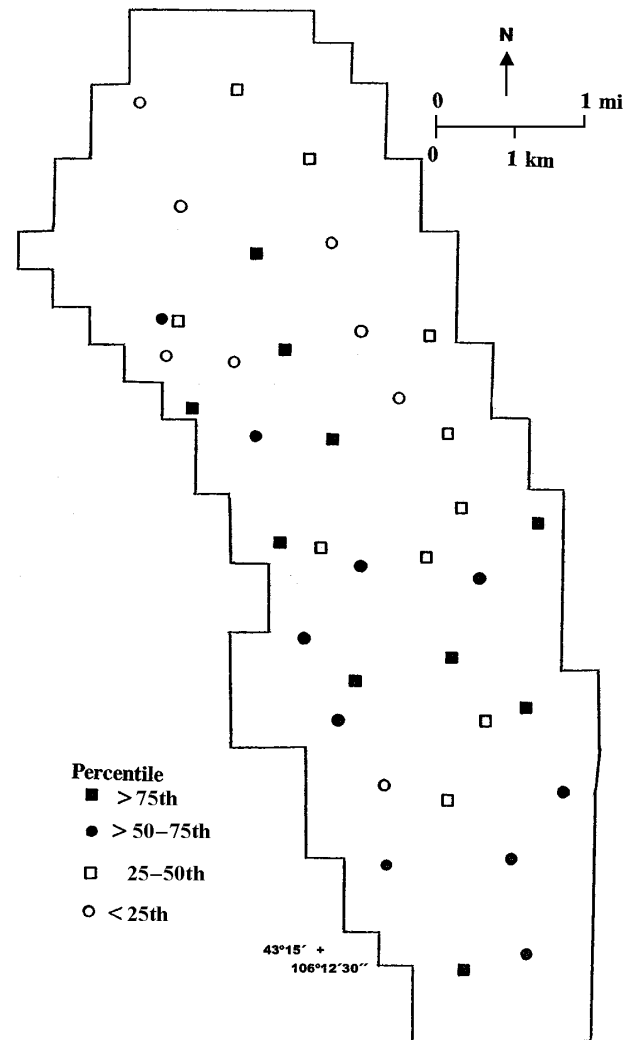 N
0 1 mi
0 1 km
Percentile
>75th
>50–75th
25–50th
<25th
43°15′ +
106°12′30″